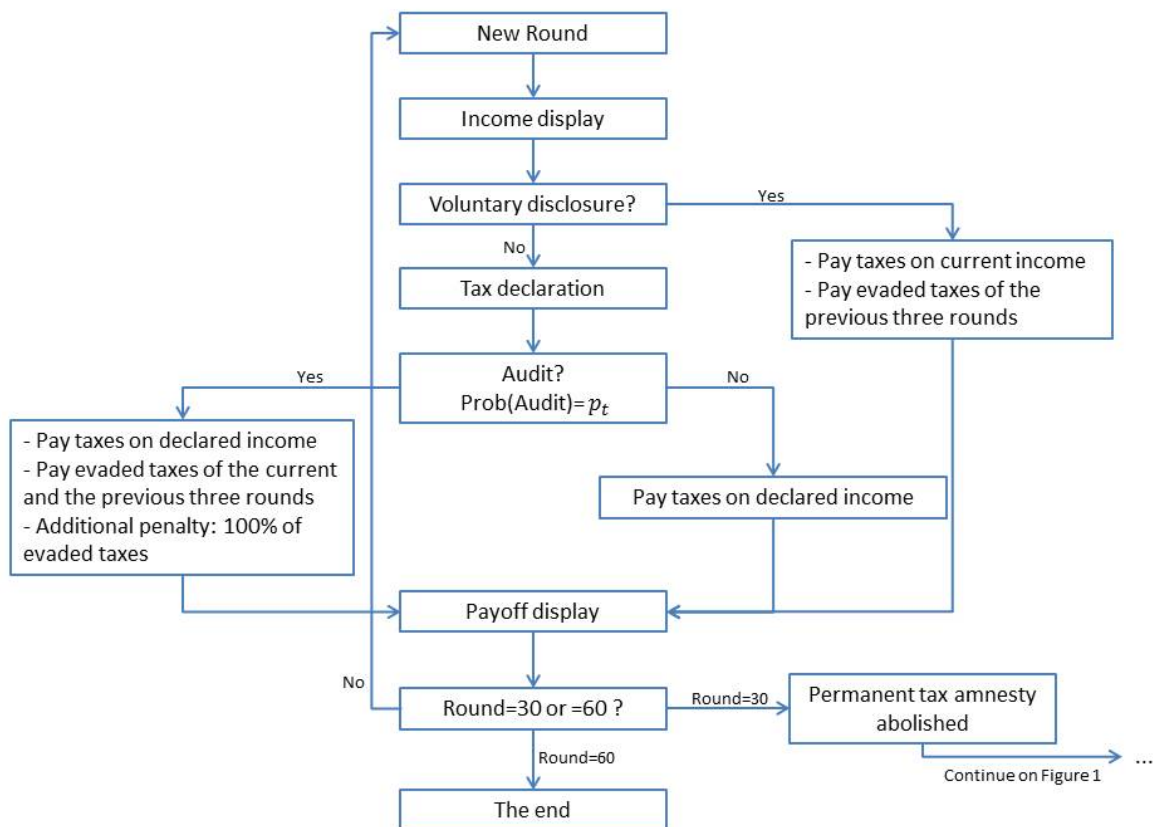 New Round
Income display
Voluntary disclosure?
Yes
No
- Pay taxes on current income
- Pay evaded taxes of the
previous three rounds
Tax declaration
Audit?
Prob(Audit)= pₜ
Yes
No
- Pay taxes on declared income
- Pay evaded taxes of the current
and the previous three rounds
- Additional penalty: 100% of
evaded taxes
Pay taxes on declared income
Payoff display
No
Round=30 or =60 ?
Round=30
Permanent tax amnesty
abolished
Round=60
...
Continue on Figure 1
The end